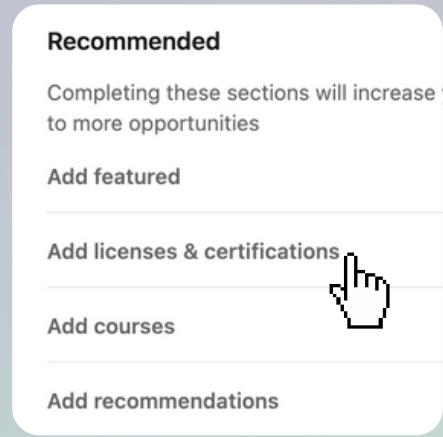 Recommended
Completing these sections will increase
to more opportunities
Add featured
Add licenses & certifications
Add courses
Add recommendations